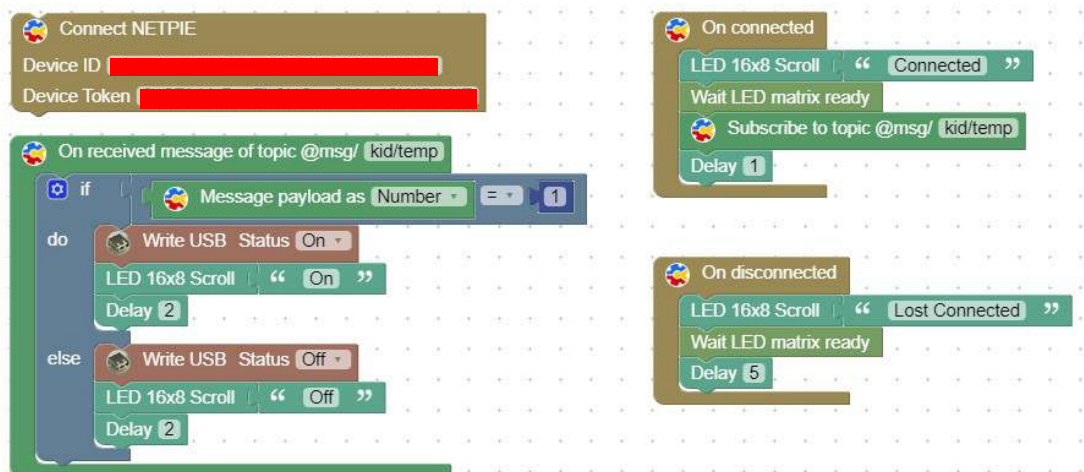 Connect NETPIE
Device ID
Device Token
On received message of topic @msg/ kid/temp
if Message payload as Number = 1
do Write USB Status On
LED 16x8 Scroll “ On ”
Delay 2
else Write USB Status Off
LED 16x8 Scroll “ Off ”
Delay 2
On connected
LED 16x8 Scroll “ Connected ”
Wait LED matrix ready
Subscribe to topic @msg/ kid/temp
Delay 1
On disconnected
LED 16x8 Scroll “ Lost Connected ”
Wait LED matrix ready
Delay 5